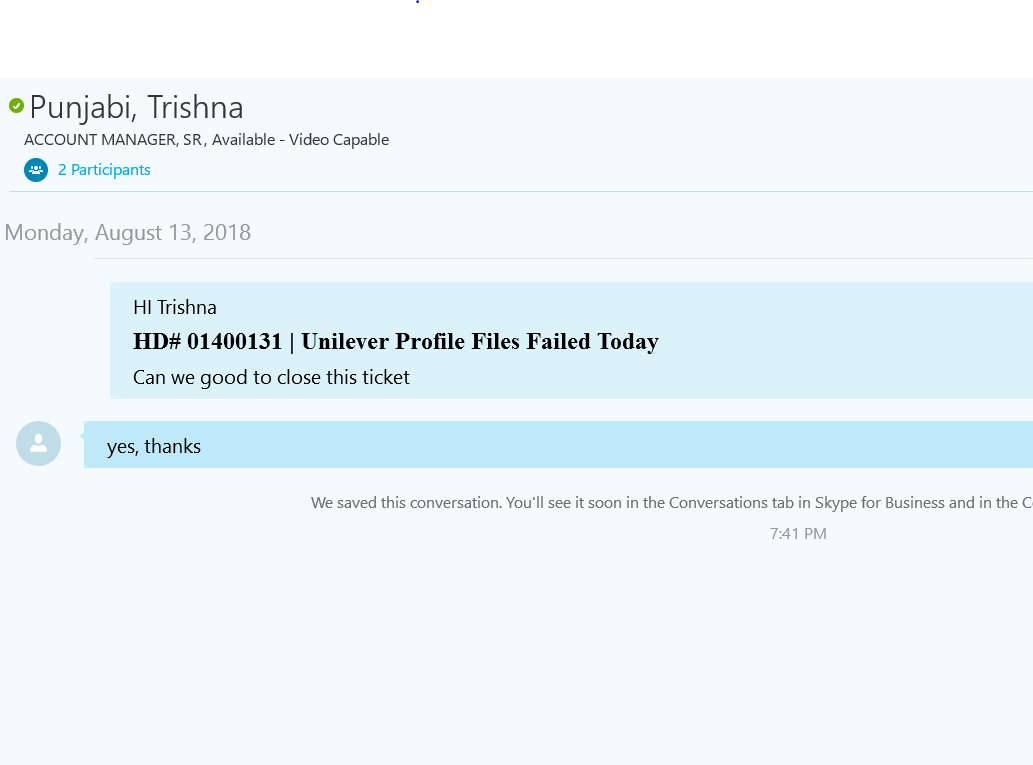 Punjabi, Trishna
ACCOUNT MANAGER, SR, Available - Video Capable
2 Participants
Monday, August 13, 2018
HI Trishna
HD# 01400131 | Unilever Profile Files Failed Today
Can we good to close this ticket
yes, thanks
We saved this conversation. You'll see it soon in the Conversations tab in Skype for Business and in the
7:41 PM